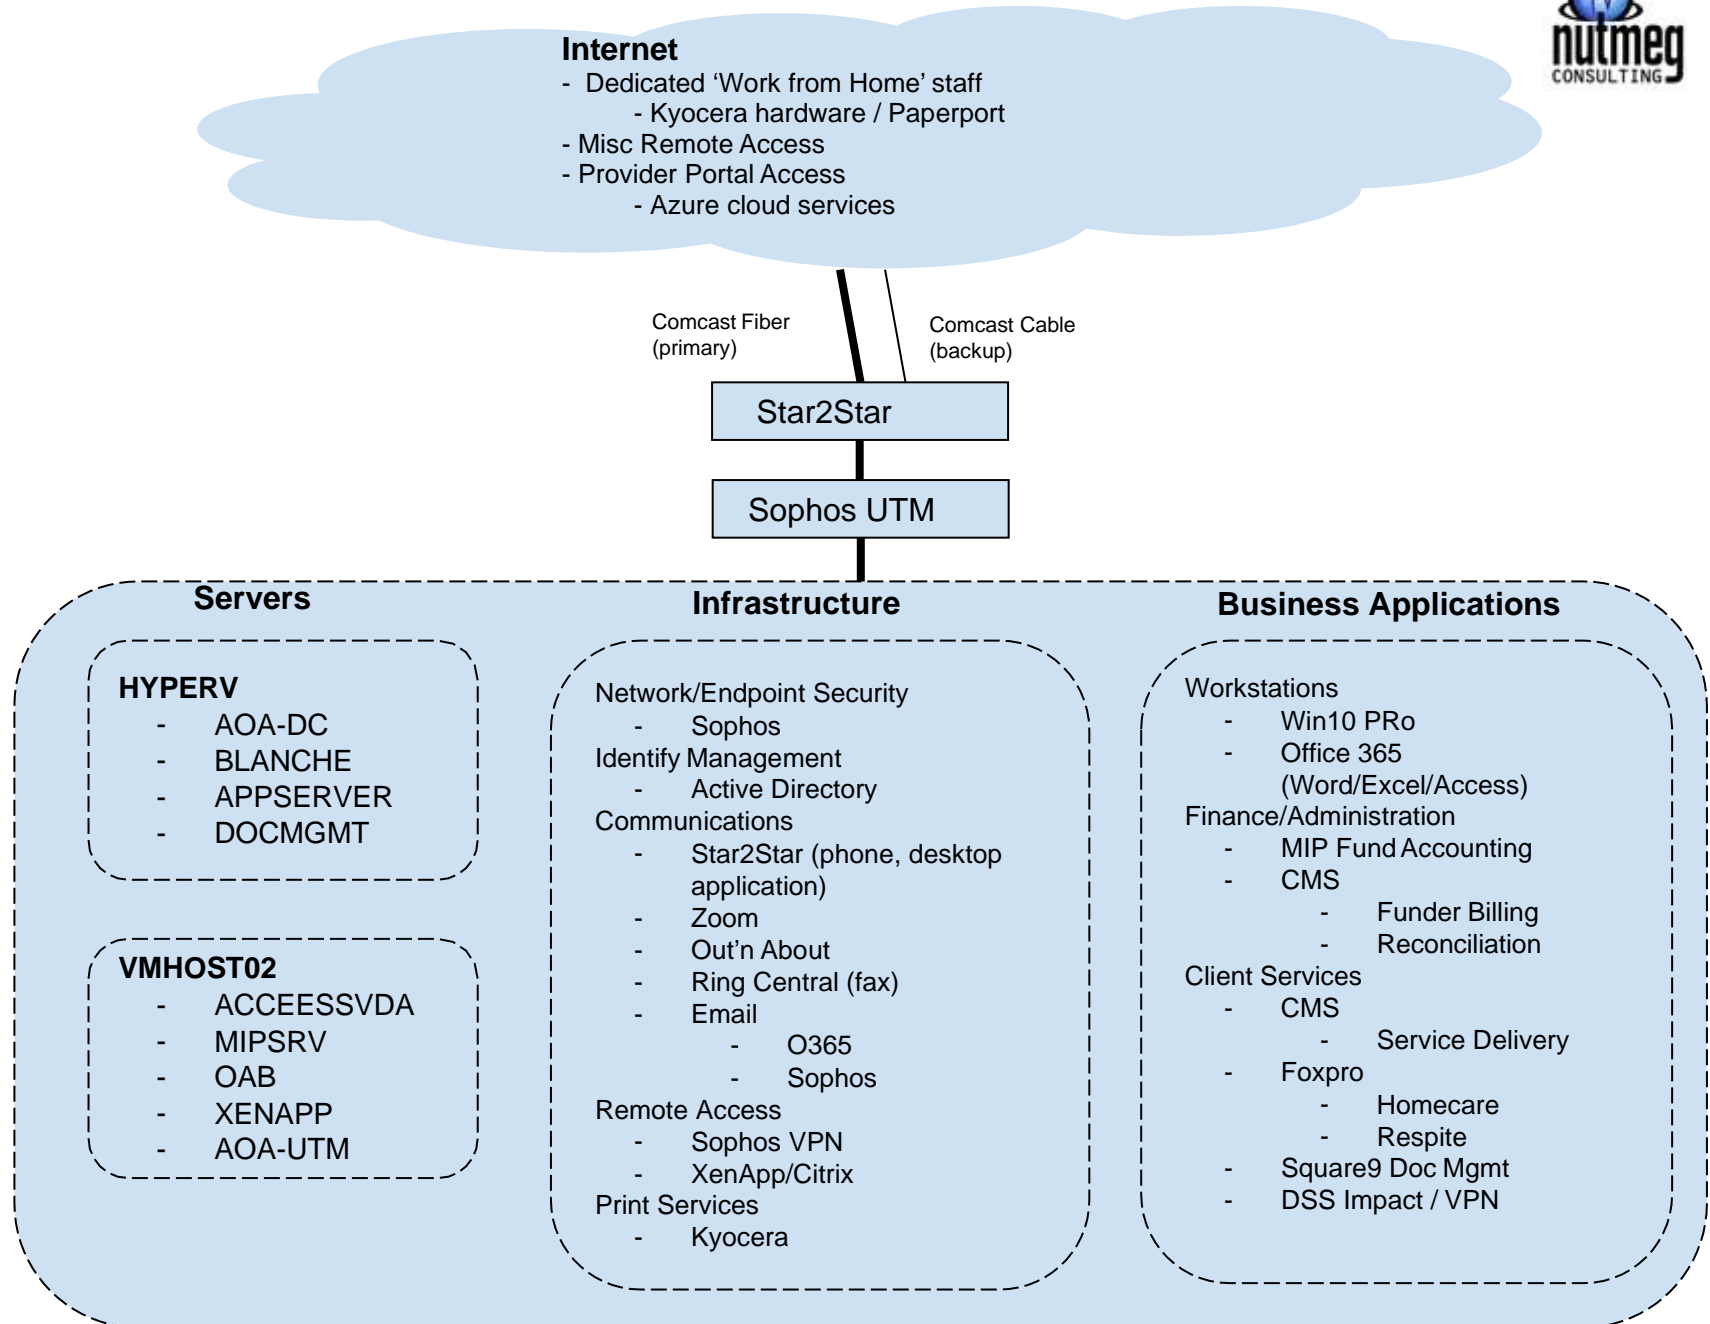 nutmeg
CONSULTING
Internet
- Dedicated ‘Work from Home’ staff
- Kyocera hardware / Paperport
- Misc Remote Access
- Provider Portal Access
- Azure cloud services
Comcast Fiber
(primary)
Comcast Cable
(backup)
Star2Star
Sophos UTM
Servers
HYPERV
- AOA-DC
- BLANCHE
- APPSERVER
- DOCMGMT
VMHOST02
- ACCEESSVDA
- MIPSRV
- OAB
- XENAPP
- AOA-UTM
Infrastructure
Network/Endpoint Security
- Sophos
Identify Management
- Active Directory
Communications
- Star2Star (phone, desktop
application)
- Zoom
- Out’n About
- Ring Central (fax)
- Email
- O365
- Sophos
Remote Access
- Sophos VPN
- XenApp/Citrix
Print Services
- Kyocera
Business Applications
Workstations
- Win10 PRo
- Office 365
(Word/Excel/Access)
Finance/Administration
- MIP Fund Accounting
- CMS
- Funder Billing
- Reconciliation
Client Services
- CMS
- Service Delivery
- Foxpro
- Homecare
- Respite
- Square9 Doc Mgmt
- DSS Impact / VPN